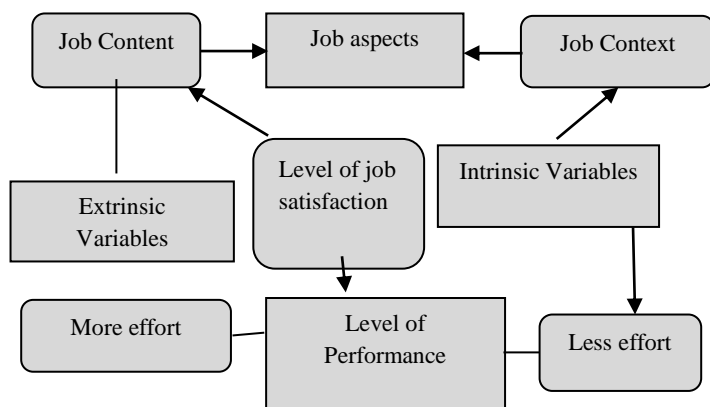 Job Content
Job aspects
Job Context
Level of job
satisfaction
Intrinsic Variables
Extrinsic
Variables
More effort
Level of
Performance
Less effort